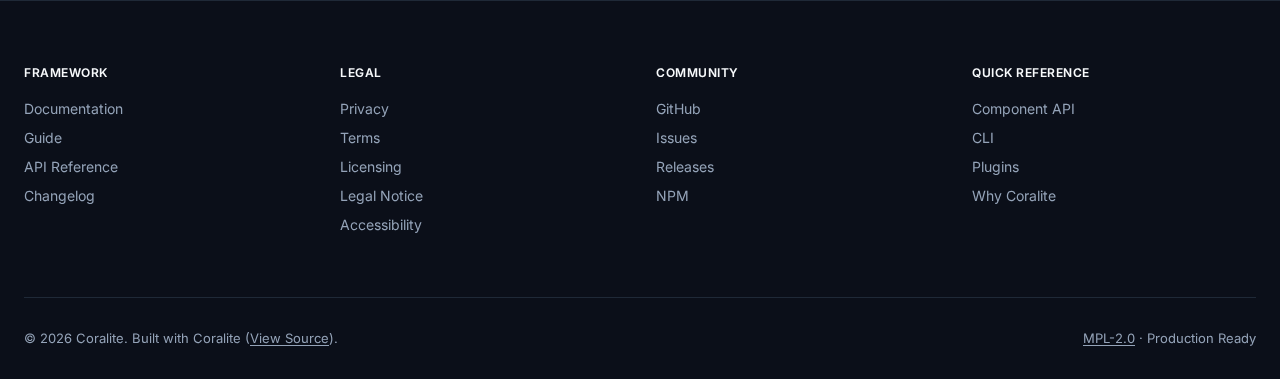 FRAMEWORK
Documentation
Guide
API Reference
Changelog
LEGAL
Privacy
Terms
Licensing
Legal Notice
Accessibility
COMMUNITY
GitHub
Issues
Releases
NPM
QUICK REFERENCE
Component API
CLI
Plugins
Why Coralite
© 2026 Coralite. Built with Coralite (View Source).
MPL-2.0 · Production Ready